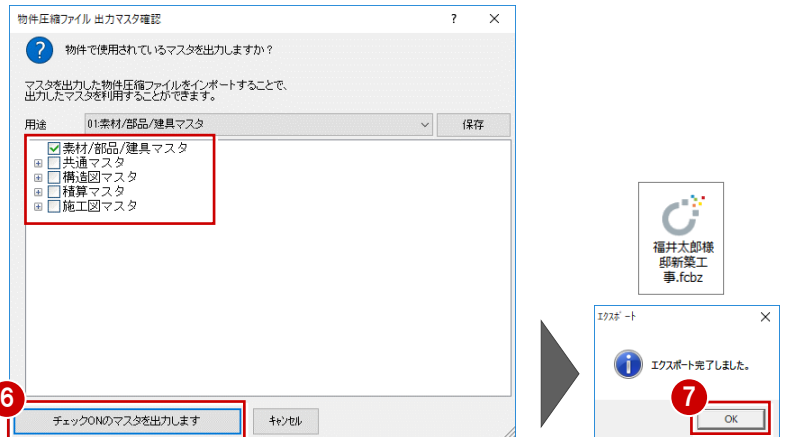 物件圧縮ファイル 出力マスタ確認
?
×
物件で使用されているマスタを出力しますか？
マスタを出力した物件圧縮ファイルをインポートすることで、
出力したマスタを利用することができます。
用途
01:素材/部品/建具マスタ
保存
素材/部品/建具マスタ
共通マスタ
構造図マスタ
積算マスタ
施工図マスタ
6
チェックONのマスタを出力します
ｷｬﾝｾﾙ
福井太郎様
邸新築工
事.fcbz
ｴｸｽﾎﾟｰﾄ
×
エクスポート完了しました。
7
OK